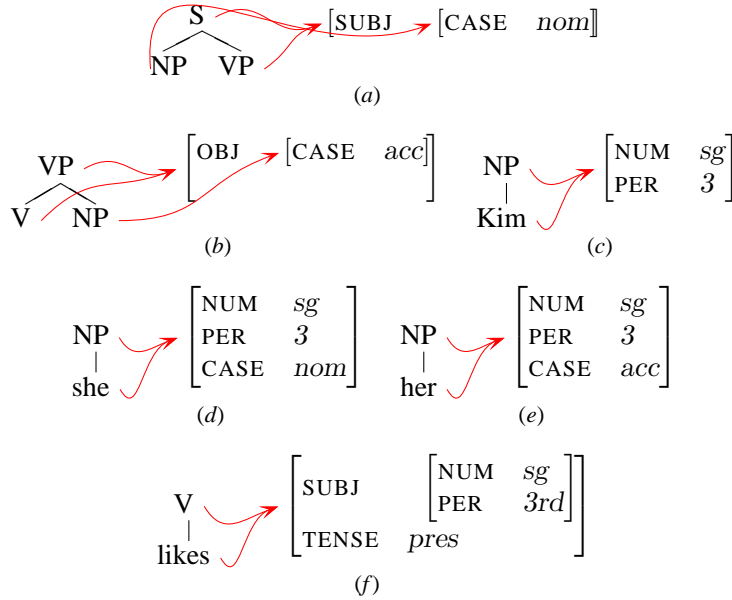 S
[SUBJ [CASE nom]]
NP VP
(a)
VP
[OBJ [CASE acc]]
V NP
(b)
NP
[NUM sg
PER 3]
Kim
(c)
NP
[NUM sg
PER 3
CASE nom]
she
(d)
NP
[NUM sg
PER 3
CASE acc]
her
(e)
V
[SUBJ [NUM sg
PER 3rd]
TENSE pres]
likes
(f)